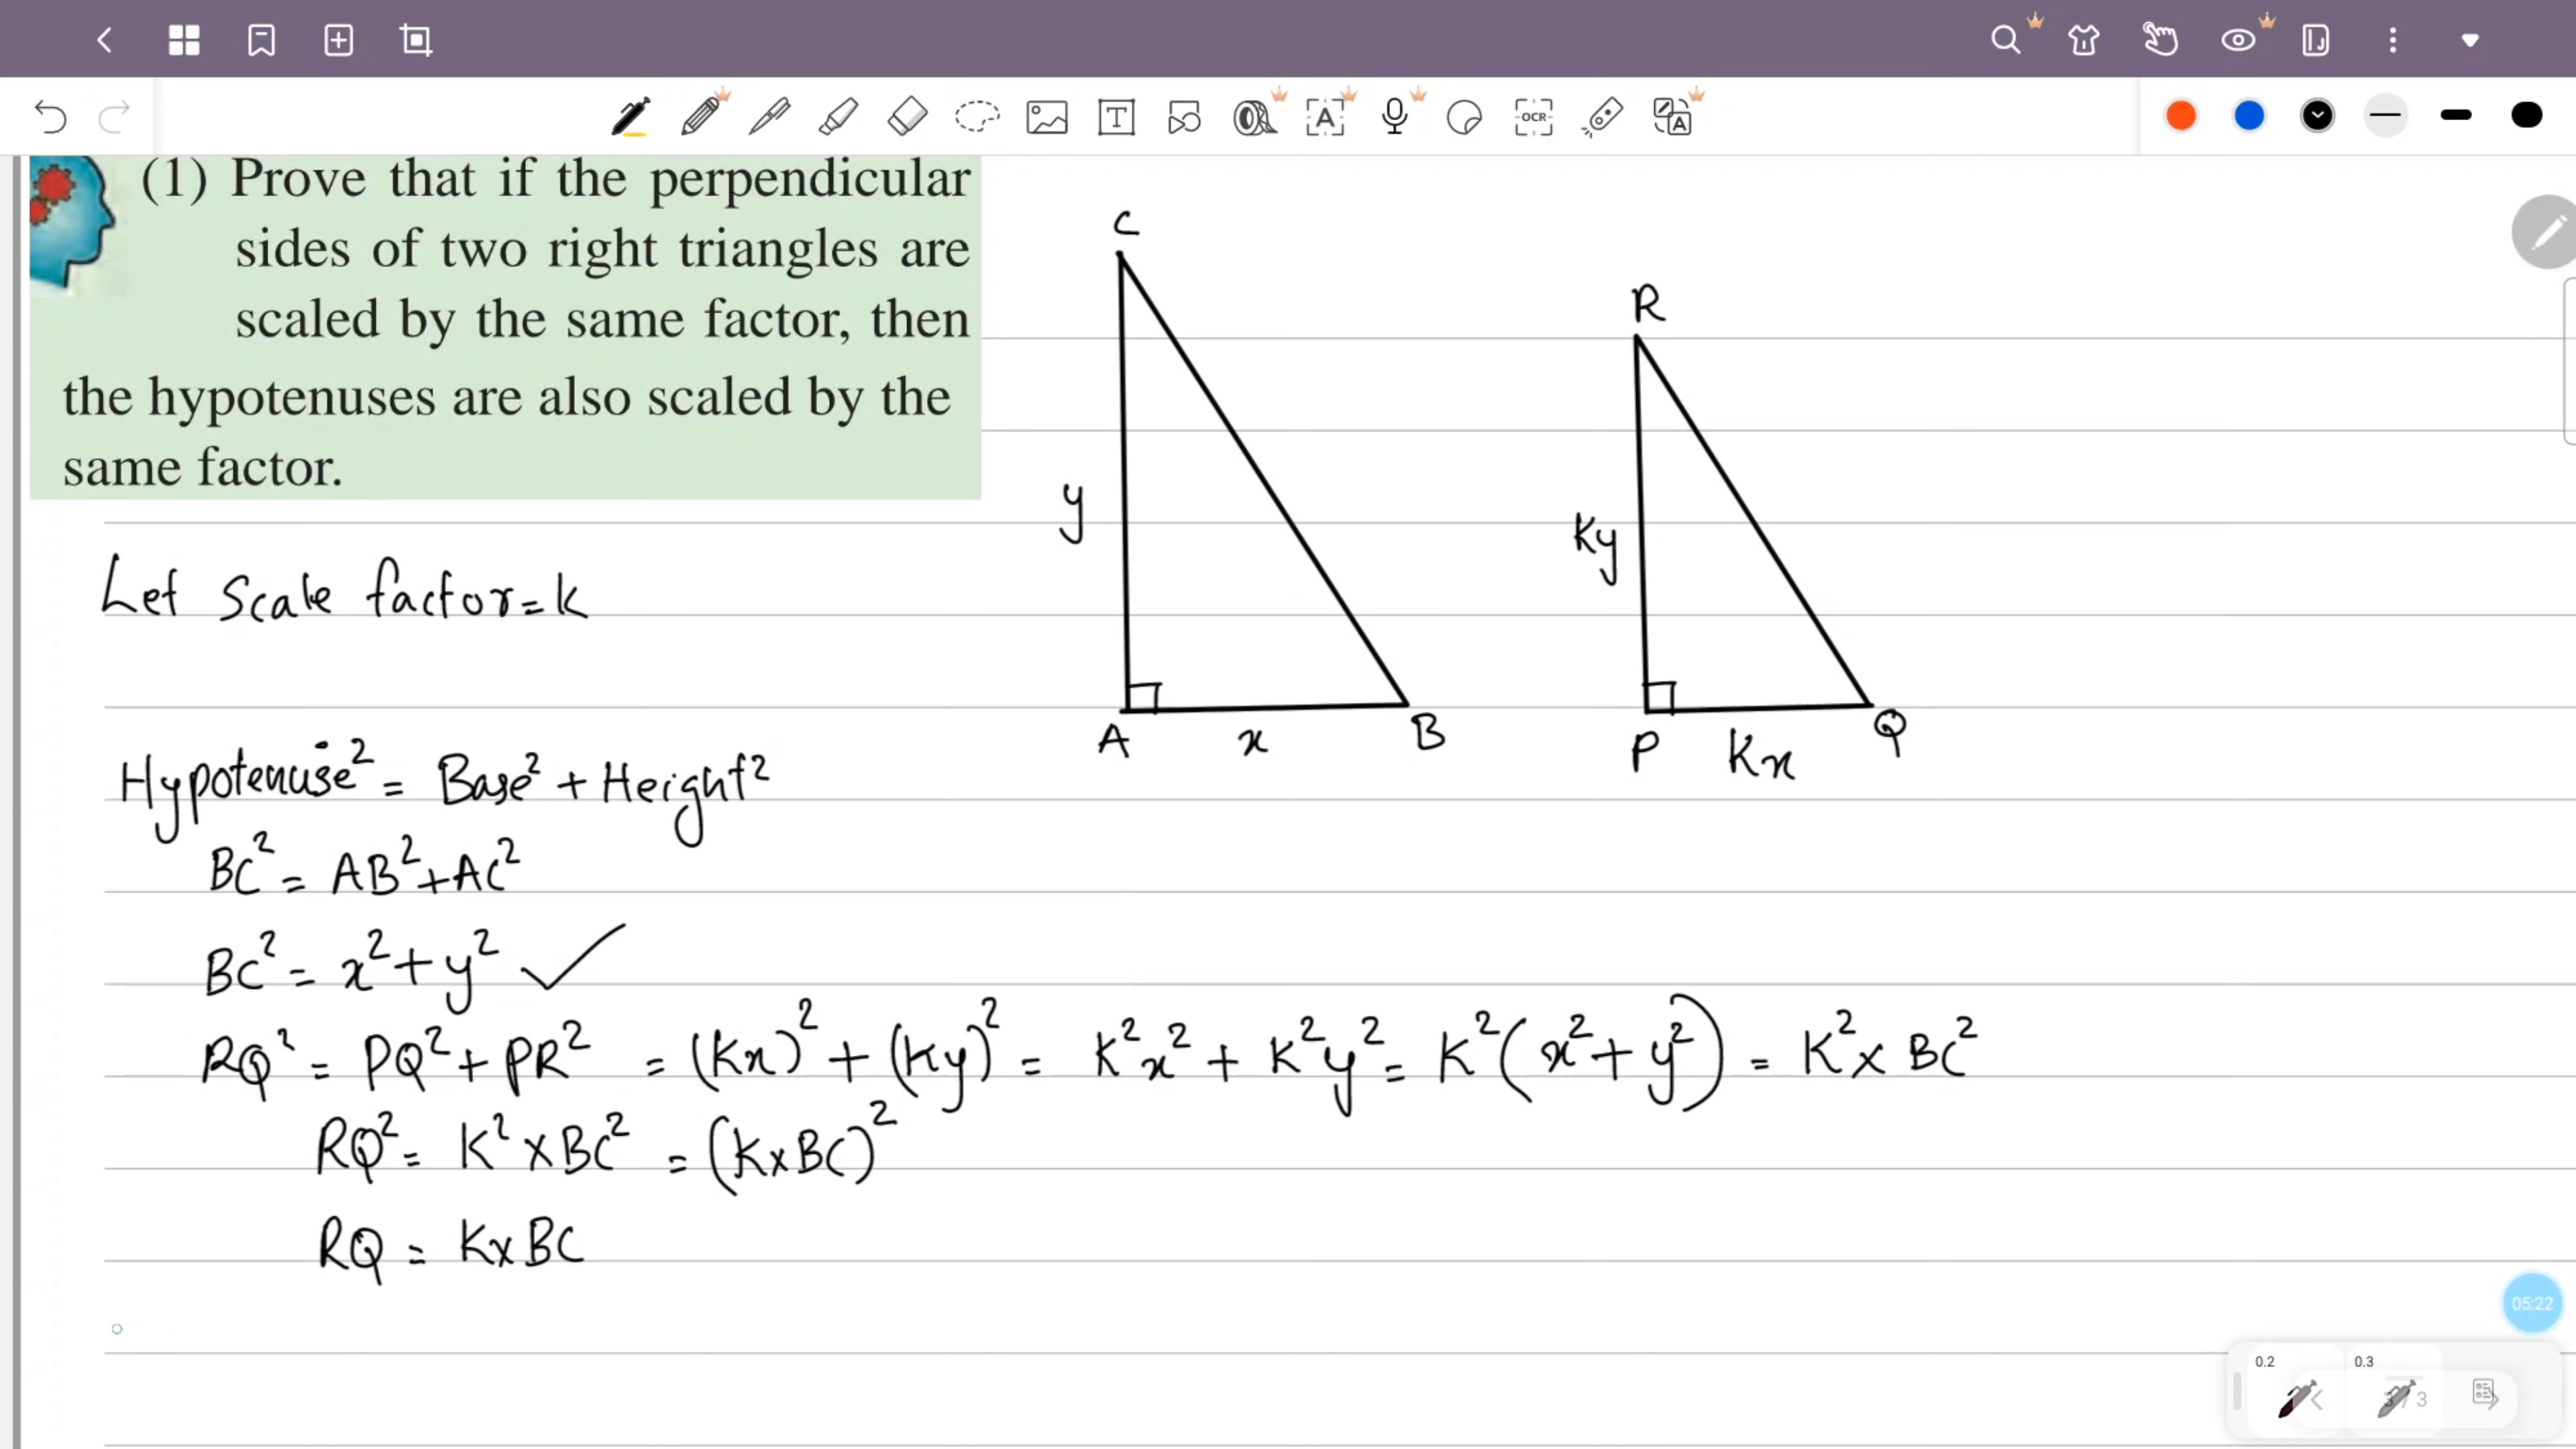 (1) Prove that if the perpendicular
sides of two right triangles are
scaled by the same factor, then
the hypotenuses are also scaled by the
same factor.
C
y
A
x
B
R
Ky
P
Kx
Q
Let Scale factor = k
Hypotenuse² = Base² + Height²
BC² = AB² + AC²
BC² = x² + y² ✓
RQ² = PQ² + PR² = (Kx)² + (Ky)² = K²x² + K²y² = K²(x² + y²) = K² × BC²
RQ² = K² × BC² = (K×BC)²
RQ = K×BC
T
OCR
A
A
05:22
0.2
0.3